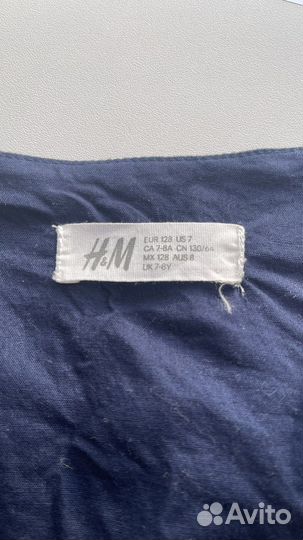 H&M
EUR 128 US 7
CA 7-8A CN 130/64
MX 128 AUS 8
UK 7-8Y
Avito